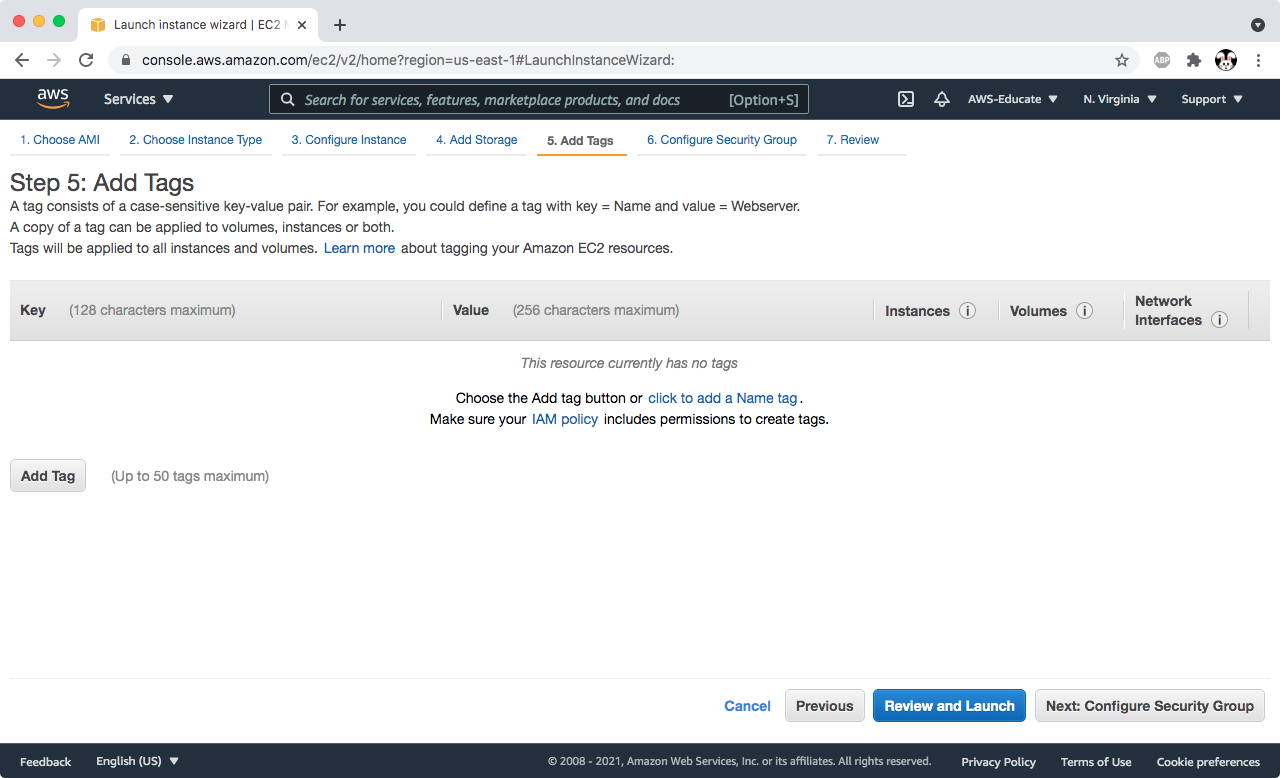 Launch instance wizard | EC2
console.aws.amazon.com/ec2/v2/home?region=us-east-1#LaunchInstanceWizard:
ABP
aws
Services
Search for services, features, marketplace products, and docs
[Option+S]
AWS-Educate
N. Virginia
Support
1. Choose AMI
2. Choose Instance Type
3. Configure Instance
4. Add Storage
5. Add Tags
6. Configure Security Group
7. Review
Step 5: Add Tags
A tag consists of a case-sensitive key-value pair. For example, you could define a tag with key = Name and value = Webserver.
A copy of a tag can be applied to volumes, instances or both.
Tags will be applied to all instances and volumes. Learn more about tagging your Amazon EC2 resources.
Key (128 characters maximum)
Value (256 characters maximum)
Instances i
Volumes i
Network
Interfaces i
This resource currently has no tags
Choose the Add tag button or click to add a Name tag.
Make sure your IAM policy includes permissions to create tags.
Add Tag
(Up to 50 tags maximum)
Cancel
Previous
Review and Launch
Next: Configure Security Group
Feedback
English (US)
© 2008 - 2021, Amazon Web Services, Inc. or its affiliates. All rights reserved.
Privacy Policy
Terms of Use
Cookie preferences